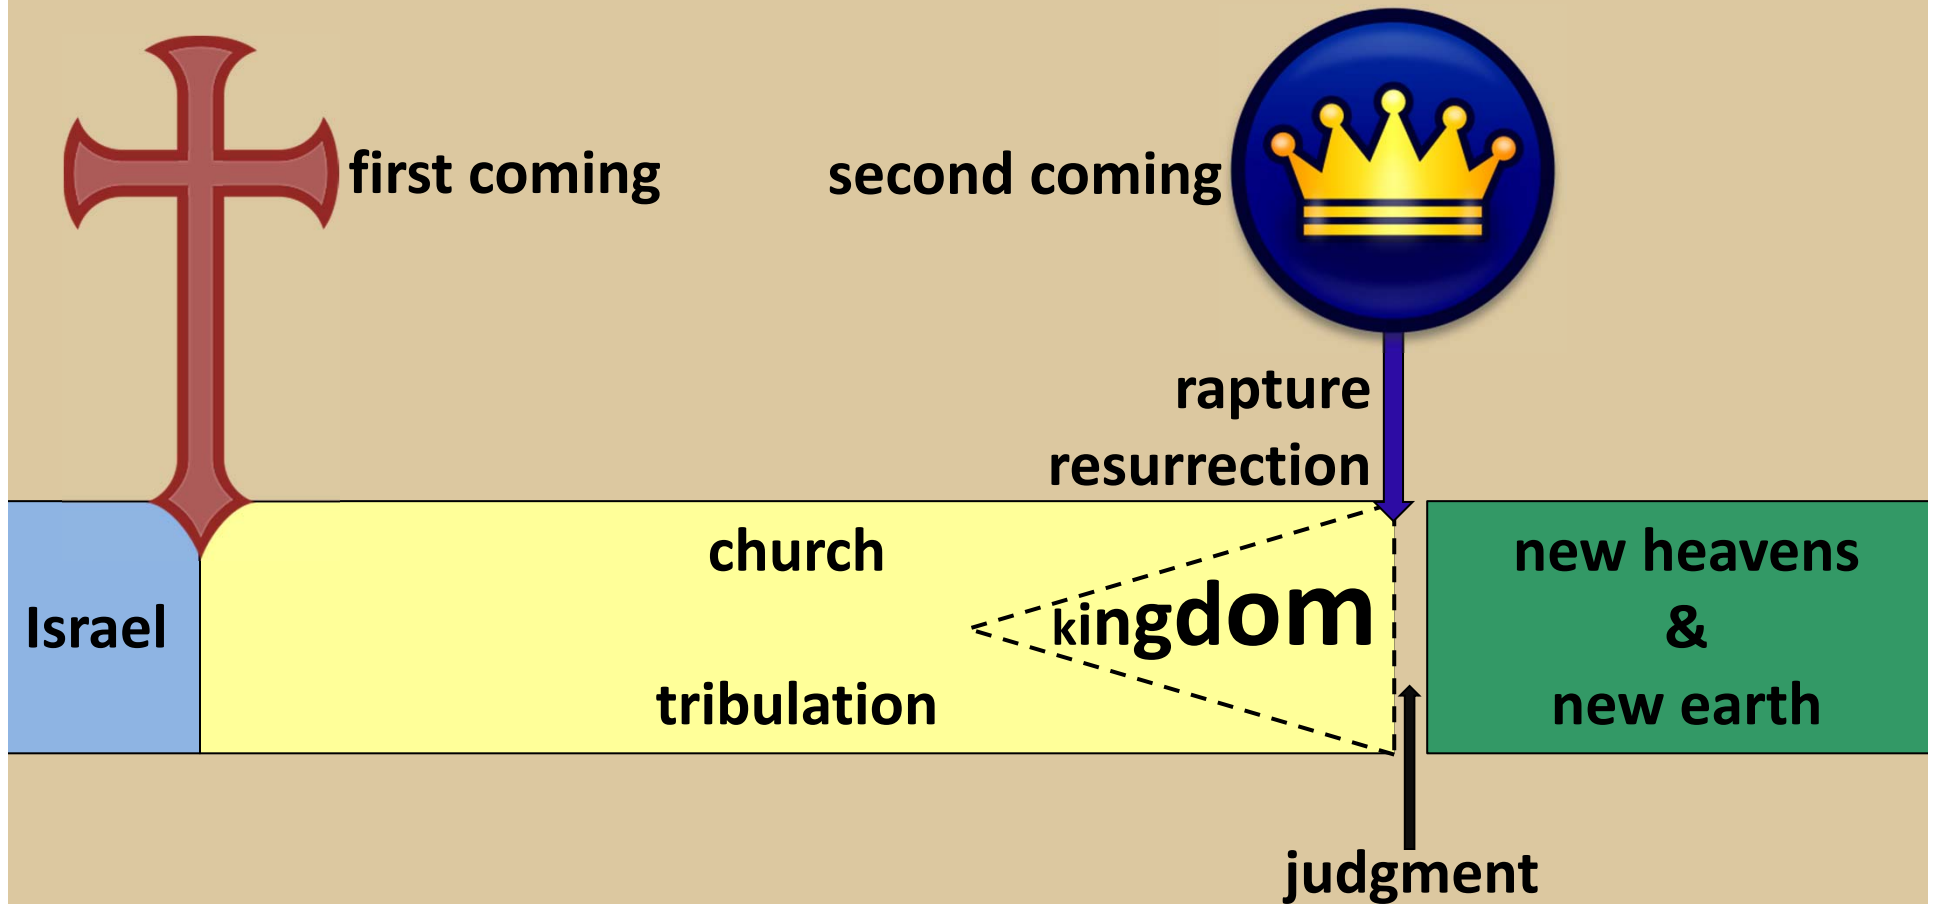 first coming
second coming
rapture
resurrection
Israel
church
tribulation
kingdom
new heavens
&
new earth
judgment